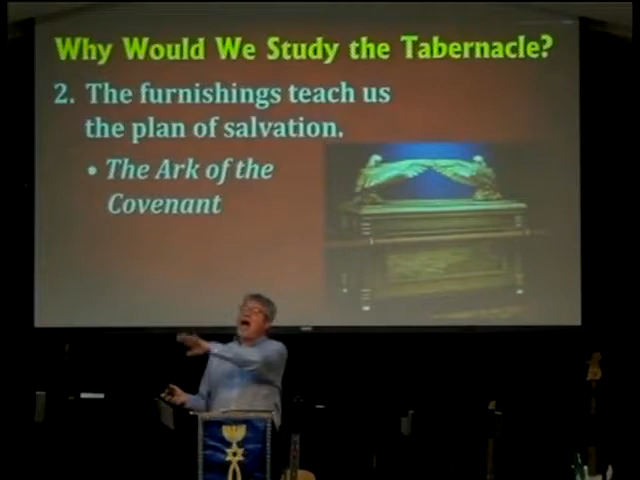 Why Would We Study the Tabernacle?
2. The furnishings teach us
the plan of salvation.
• The Ark of the
Covenant